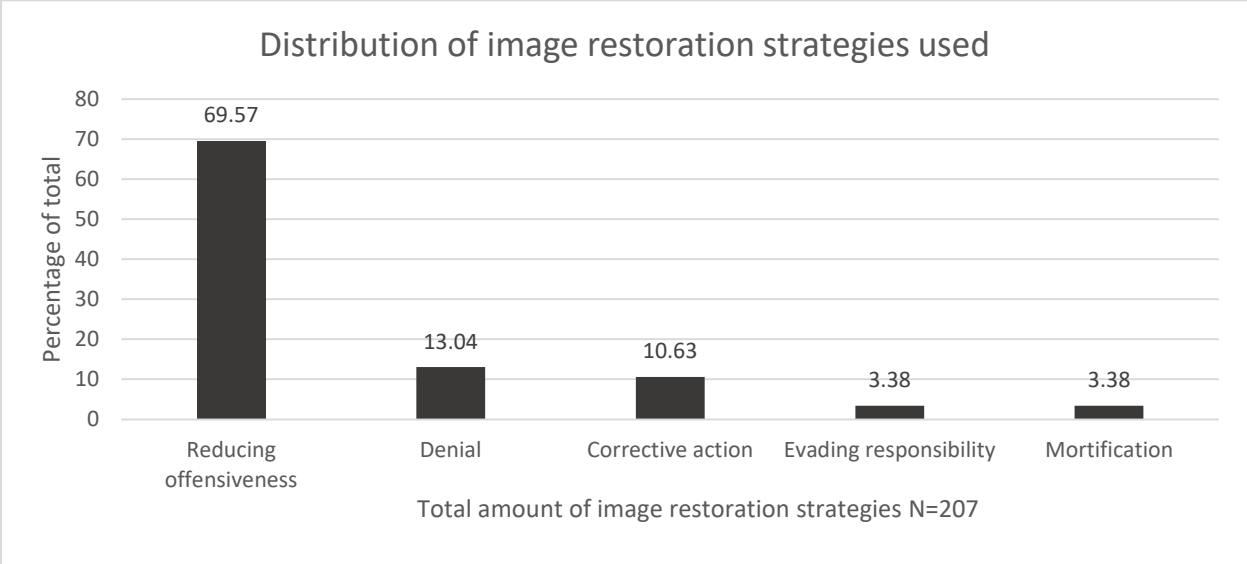 Distribution of image restoration strategies used
Percentage of total
80
70
60
50
40
30
20
10
0
69.57
13.04
10.63
3.38
3.38
Reducing
offensiveness
Denial
Corrective action
Evading responsibility
Mortification
Total amount of image restoration strategies N=207